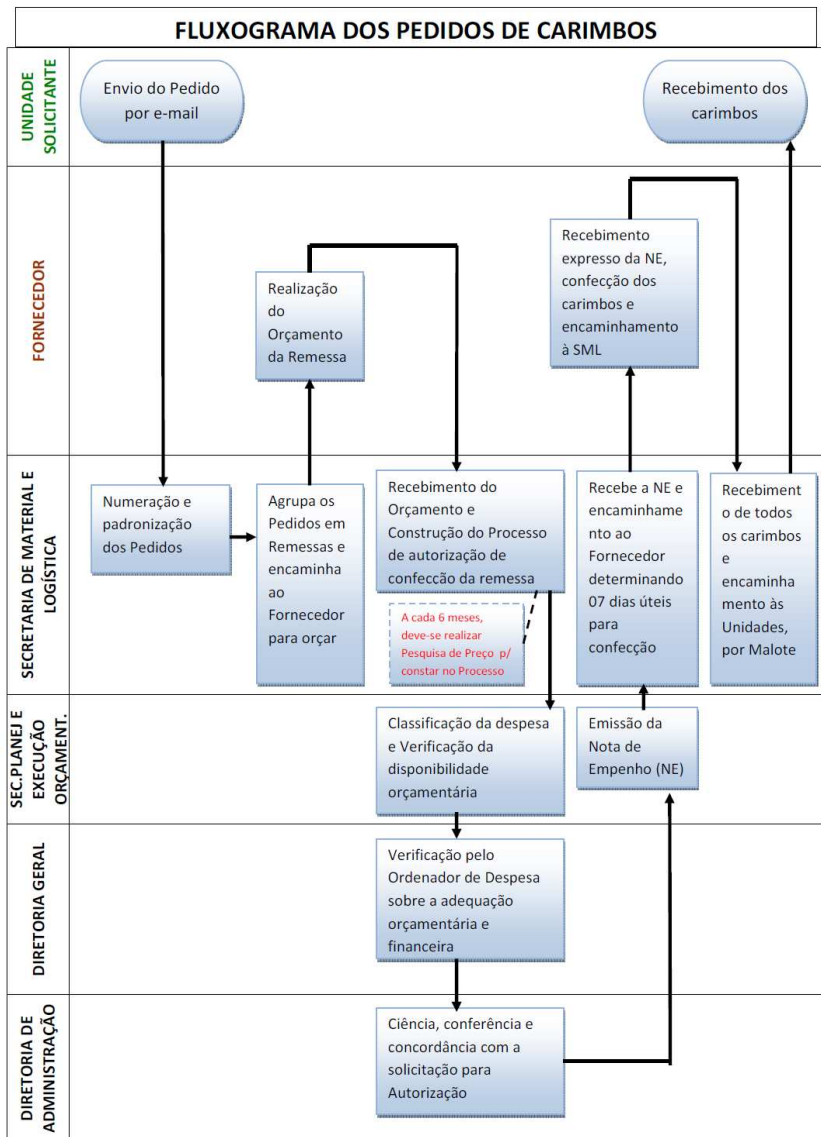 FLUXOGRAMA DOS PEDIDOS DE CARIMBOS
UNIDADE
SOLICITANTE
Envio do Pedido
por e-mail
Recebimento dos
carimbos
FORNECEDOR
Realização
do
Orçamento
da Remessa
Recebimento
expresso da NE,
confecção dos
carimbos e
encaminhamento
à SML
SECRETARIA DE MATERIAL E
LOGÍSTICA
Numeração e
padronização
dos Pedidos
Agrupa os
Pedidos em
Remessas e
encaminha
ao
Fornecedor
para orçar
Recebimento do
Orçamento e
Construção do Processo
de autorização de
confecção da remessa
A cada 6 meses,
deve-se realizar
Pesquisa de Preço p/
constar no Processo
Recebe a NE e
encaminhame
nto ao
Fornecedor
determinando
07 dias úteis
para
confecção
Recebiment
o de todos
os carimbos
e
encaminha
mento às
Unidades,
por Malote
SEC.PLANEJ E
EXECUÇÃO
ORÇAMENT.
Classificação da despesa
e Verificação da
disponibilidade
orçamentária
Emissão da
Nota de
Empenho (NE)
DIRETORIA GERAL
Verificação pelo
Ordenador de Despesa
sobre a adequação
orçamentária e
financeira
DIRETORIA DE
ADMINISTRAÇÃO
Ciência, conferência e
concordância com a
solicitação para
Autorização